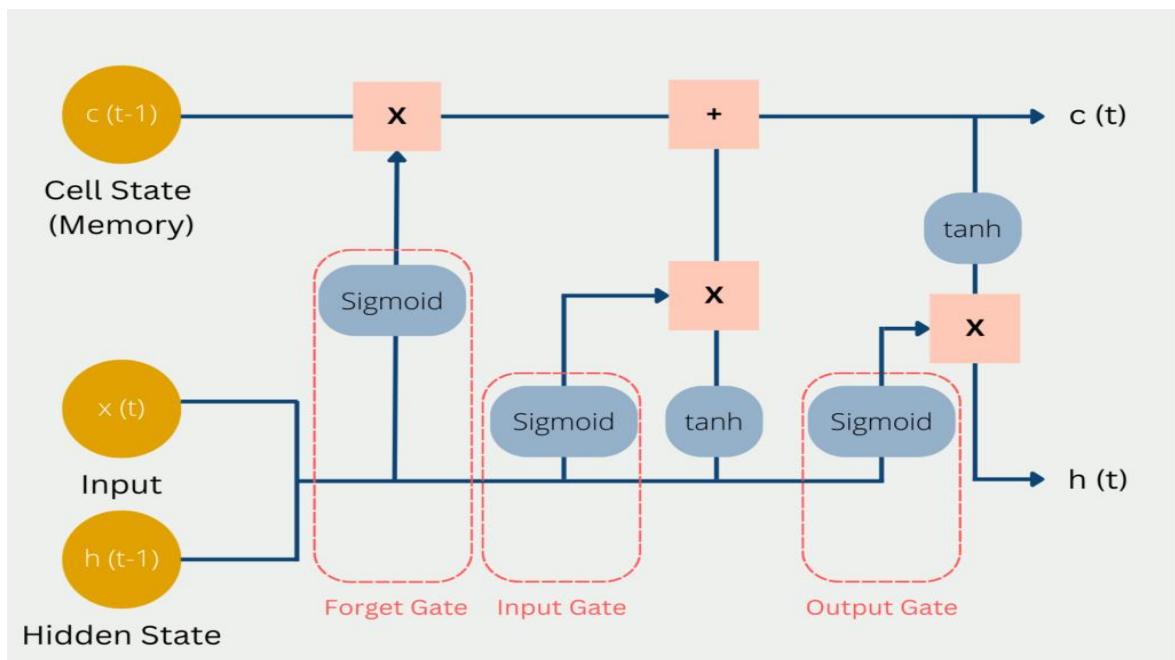 c (t-1)
X
+
c (t)
Cell State
(Memory)
tanh
Sigmoid
X
X
x (t)
Sigmoid
tanh
Sigmoid
Input
h (t)
h (t-1)
Forget Gate
Input Gate
Output Gate
Hidden State